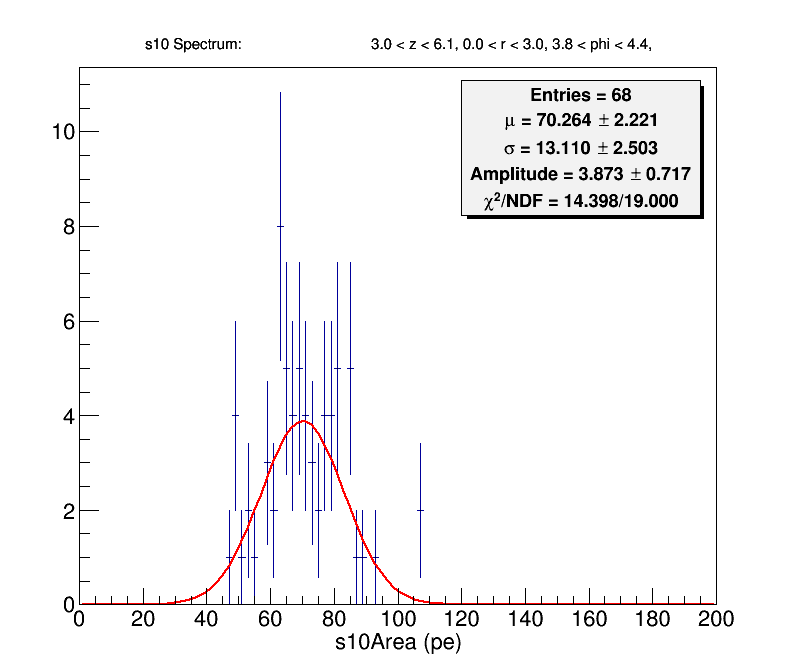 s10 Spectrum: 3.0 < z < 6.1, 0.0 < r < 3.0, 3.8 < phi < 4.4,
Entries = 68
μ = 70.264 ± 2.221
σ = 13.110 ± 2.503
Amplitude = 3.873 ± 0.717
χ²/NDF = 14.398/19.000
10
8
6
4
2
0
0 20 40 60 80 100 120 140 160 180 200
s10Area (pe)